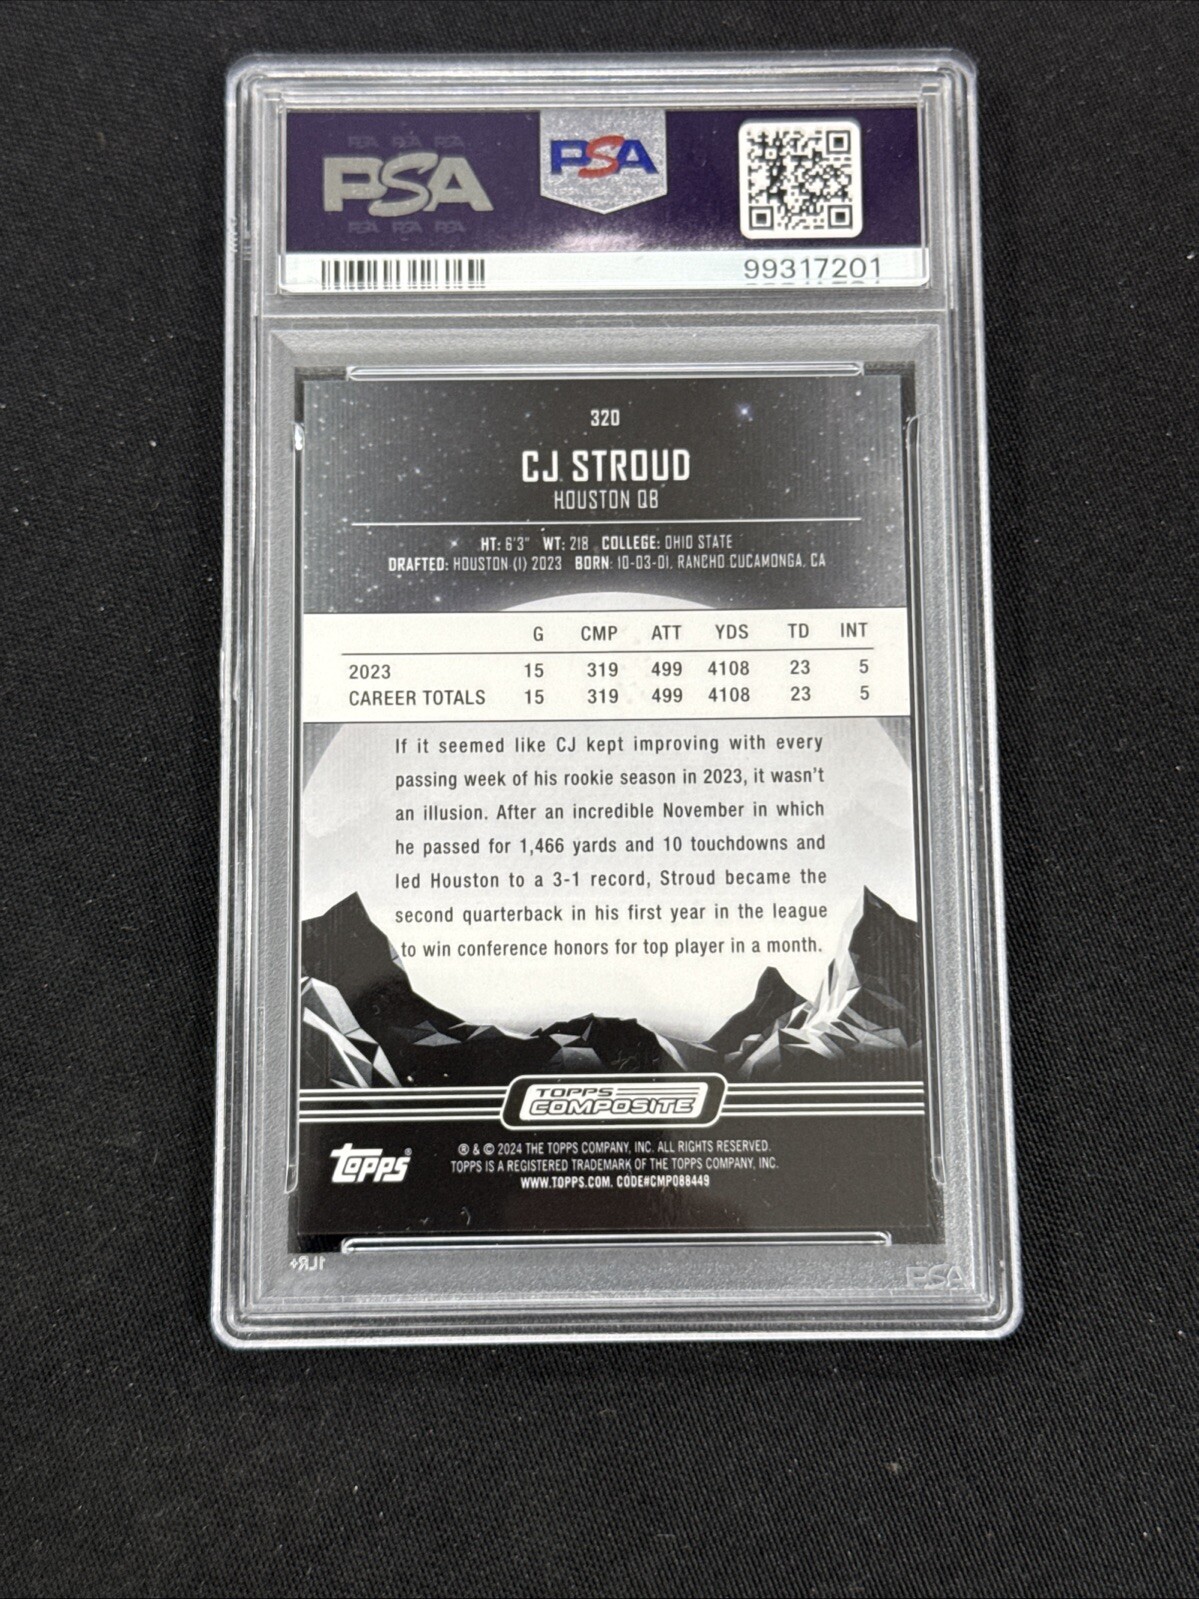 PSA PSA PSA
PSA
PSA PSA PSA
PSA
99317201
320
CJ STROUD
HOUSTON QB
HT: 6'3" WT: 218 COLLEGE: OHIO STATE
DRAFTED: HOUSTON (1) 2023 BORN: 10-03-01, RANCHO CUCAMONGA, CA
G CMP ATT YDS TD INT
2023 15 319 499 4108 23 5
CAREER TOTALS 15 319 499 4108 23 5
If it seemed like CJ kept improving with every
passing week of his rookie season in 2023, it wasn't
an illusion. After an incredible November in which
he passed for 1,466 yards and 10 touchdowns and
led Houston to a 3-1 record, Stroud became the
second quarterback in his first year in the league
to win conference honors for top player in a month.
TOPPS
COMPOSITE
Topps®
® & © 2024 THE TOPPS COMPANY, INC. ALL RIGHTS RESERVED.
TOPPS IS A REGISTERED TRADEMARK OF THE TOPPS COMPANY, INC.
WWW.TOPPS.COM. CODE#CMP088449
1LR+
PSA